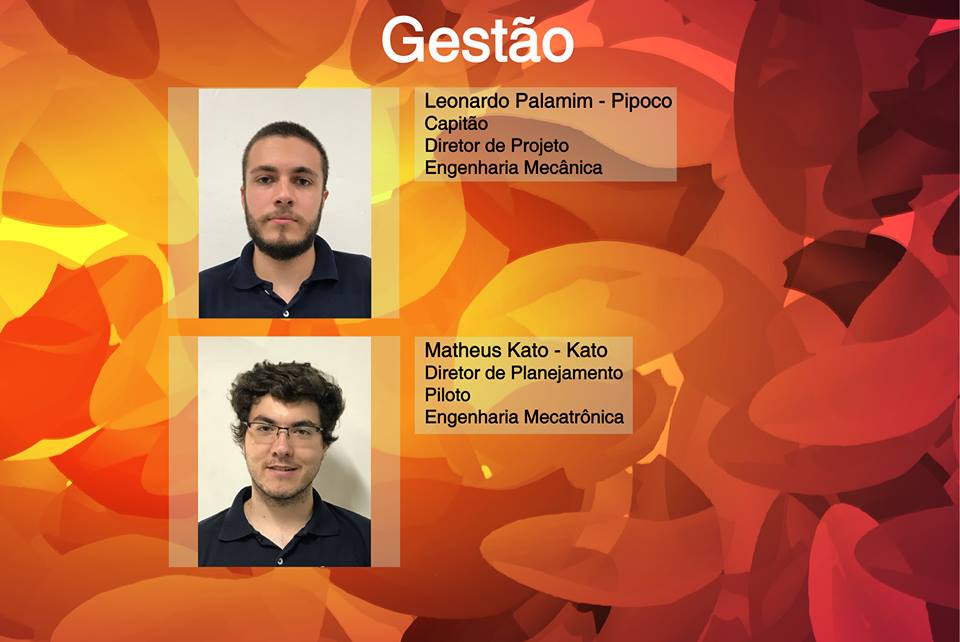 Gestão
Leonardo Palamim - Pipoco
Capitão
Diretor de Projeto
Engenharia Mecânica
Matheus Kato - Kato
Diretor de Planejamento
Piloto
Engenharia Mecatrônica